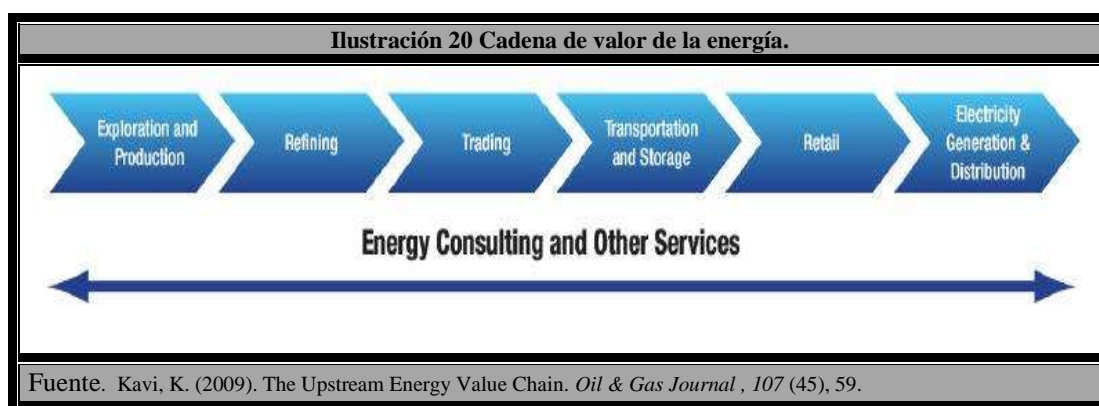 Ilustración 20 Cadena de valor de la energía.
Exploration and
Production
Refining
Trading
Transportation
and Storage
Retail
Electricity
Generation &
Distribution
Energy Consulting and Other Services
Fuente. Kavi, K. (2009). The Upstream Energy Value Chain. Oil & Gas Journal , 107 (45), 59.